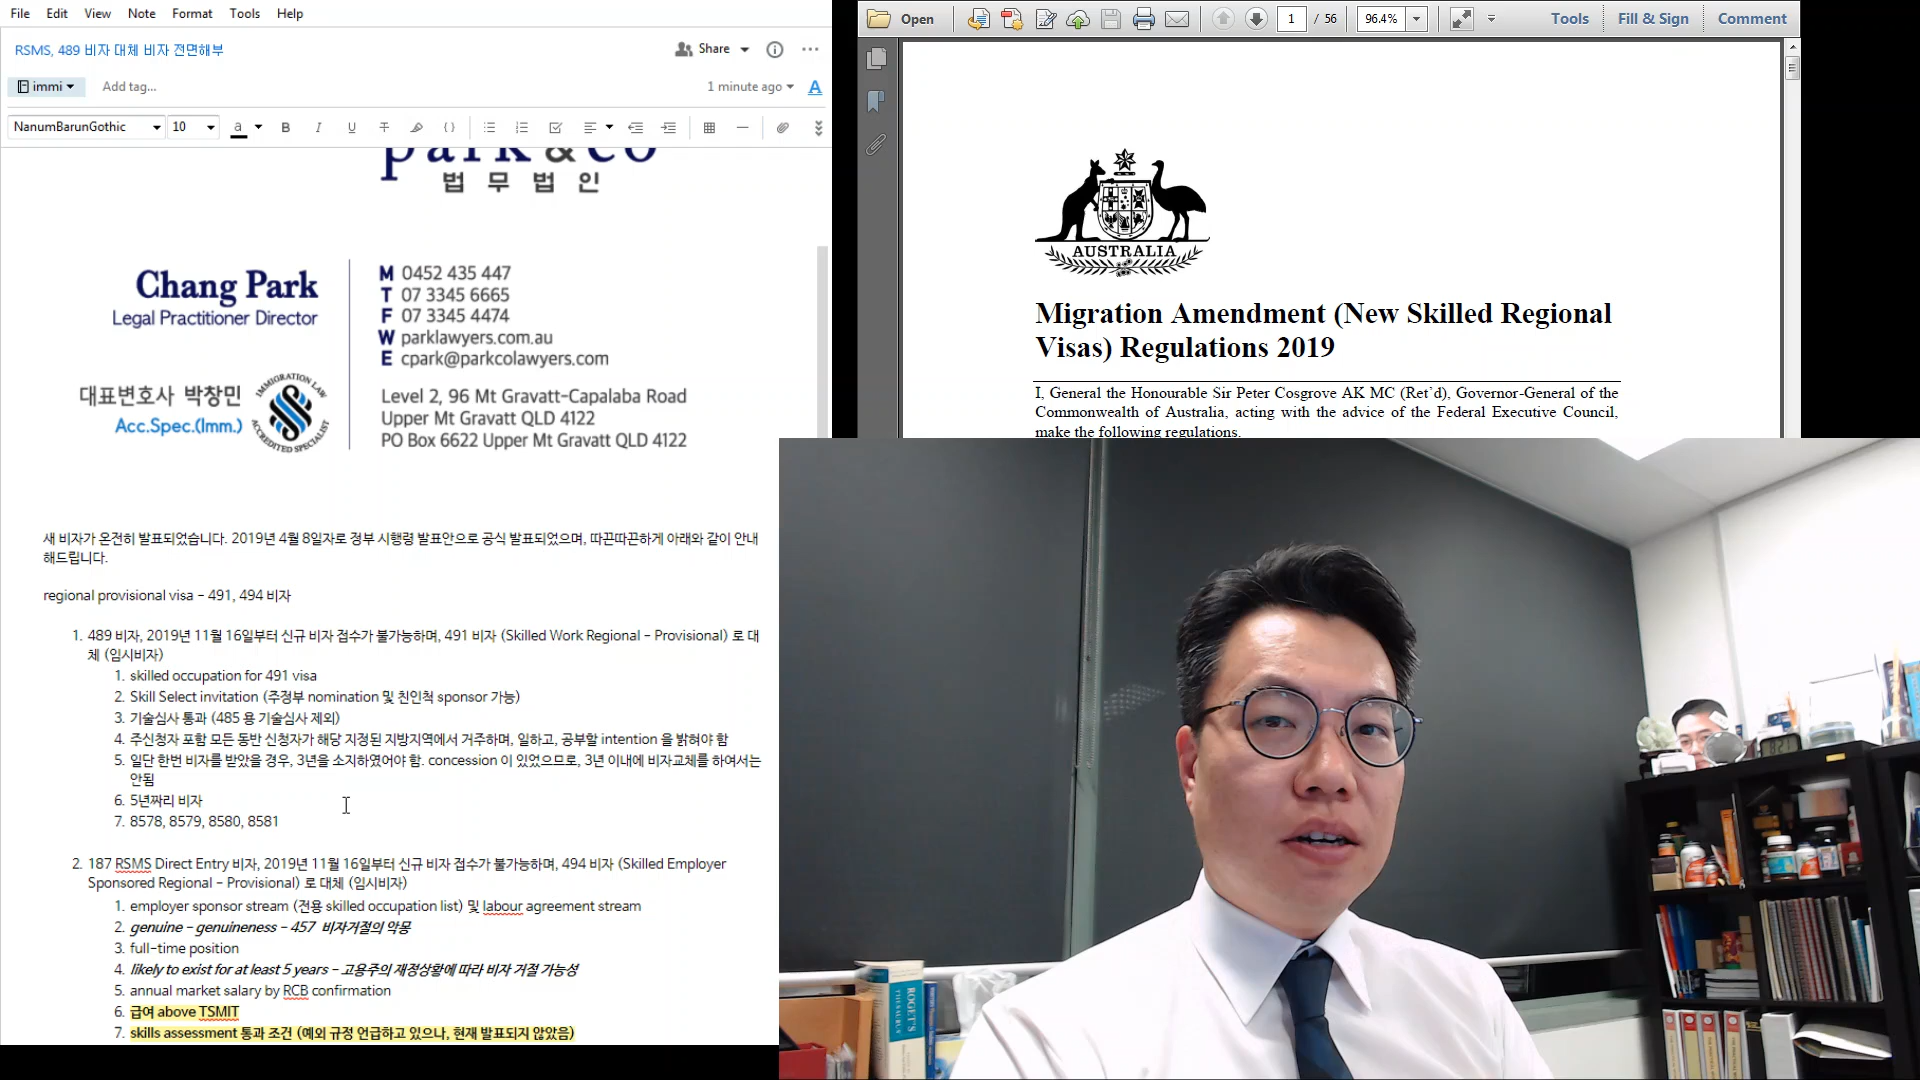 File Edit View Note Format Tools Help
RSMS, 489 비자 대체 비자 전면해부
Share
immi
Add tag...
1 minute ago
A
NanumBarunGothic 10 a B I U T { }
park & co
법 무 법 인
Chang Park
Legal Practitioner Director
대표변호사 박창민
Acc.Spec.(Imm.)
IMMIGRATION LAW
ACCREDITED SPECIALIST
M 0452 435 447
T 07 3345 6665
F 07 3345 4474
W parklawyers.com.au
E cpark@parkcolawyers.com
Level 2, 96 Mt Gravatt-Capalaba Road
Upper Mt Gravatt QLD 4122
PO Box 6622 Upper Mt Gravatt QLD 4122
새 비자가 온전히 발표되었습니다. 2019년 4월 8일자로 정부 시행령 발표안으로 공식 발표되었으며, 따끈따끈하게 아래와 같이 안내
해드립니다.
regional provisional visa - 491, 494 비자
1. 489 비자, 2019년 11월 16일부터 신규 비자 접수가 불가능하며, 491 비자 (Skilled Work Regional - Provisional) 로 대
체 (임시비자)
1. skilled occupation for 491 visa
2. Skill Select invitation (주정부 nomination 및 친인척 sponsor 가능)
3. 기술심사 통과 (485 용 기술심사 제외)
4. 주신청자 포함 모든 동반 신청자가 해당 지정된 지방지역에서 거주하며, 일하고, 공부할 intention 을 밝혀야 함
5. 일단 한번 비자를 받았을 경우, 3년을 소지하였어야 함. concession 이 있었으므로, 3년 이내에 비자교체를 하여서는
안됨
6. 5년짜리 비자
7. 8578, 8579, 8580, 8581
2. 187 RSMS Direct Entry 비자, 2019년 11월 16일부터 신규 비자 접수가 불가능하며, 494 비자 (Skilled Employer
Sponsored Regional - Provisional) 로 대체 (임시비자)
1. employer sponsor stream (전용 skilled occupation list) 및 labour agreement stream
2. genuine - genuineness - 457 비자거절의 악몽
3. full-time position
4. likely to exist for at least 5 years - 고용주의 재정상황에 따라 비자 거절 가능성
5. annual market salary by RCB confirmation
6. 급여 above TSMIT
7. skills assessment 통과 조건 (예외 규정 언급하고 있으나, 현재 발표되지 않았음)
Open 1 / 56 96.4% Tools Fill & Sign Comment
AUSTRALIA
Migration Amendment (New Skilled Regional
Visas) Regulations 2019
I, General the Honourable Sir Peter Cosgrove AK MC (Ret'd), Governor-General of the
Commonwealth of Australia, acting with the advice of the Federal Executive Council,
make the following regulations.
ROGET'S
THESAURUS